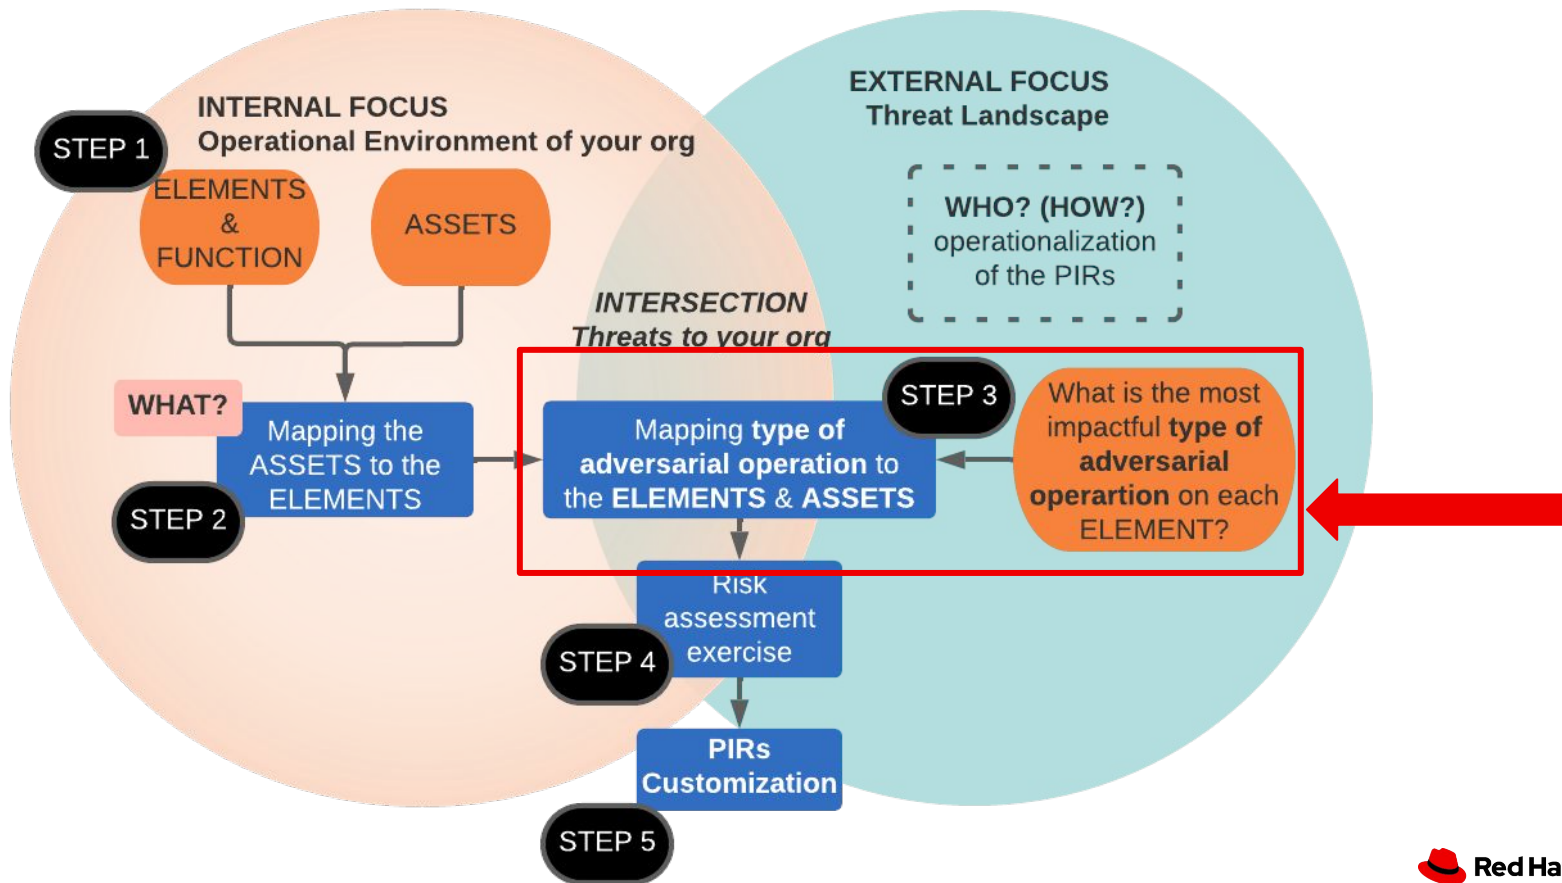 INTERNAL FOCUS
Operational Environment of your org
EXTERNAL FOCUS
Threat Landscape
STEP 1
ELEMENTS
&
FUNCTION
ASSETS
WHO? (HOW?)
operationalization
of the PIRs
INTERSECTION
Threats to your org
WHAT?
Mapping the
ASSETS to the
ELEMENTS
STEP 2
Mapping type of
adversarial operation to
the ELEMENTS & ASSETS
STEP 3
What is the most
impactful type of
adversarial
operartion on each
ELEMENT?
Risk
assessment
exercise
STEP 4
PIRs
Customization
STEP 5
Red Ha